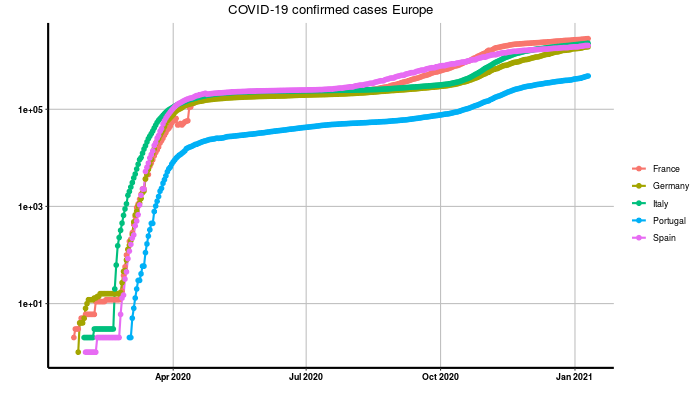 COVID-19 confirmed cases Europe
1e+05
1e+03
1e+01
Apr 2020
Jul 2020
Oct 2020
Jan 2021
France
Germany
Italy
Portugal
Spain